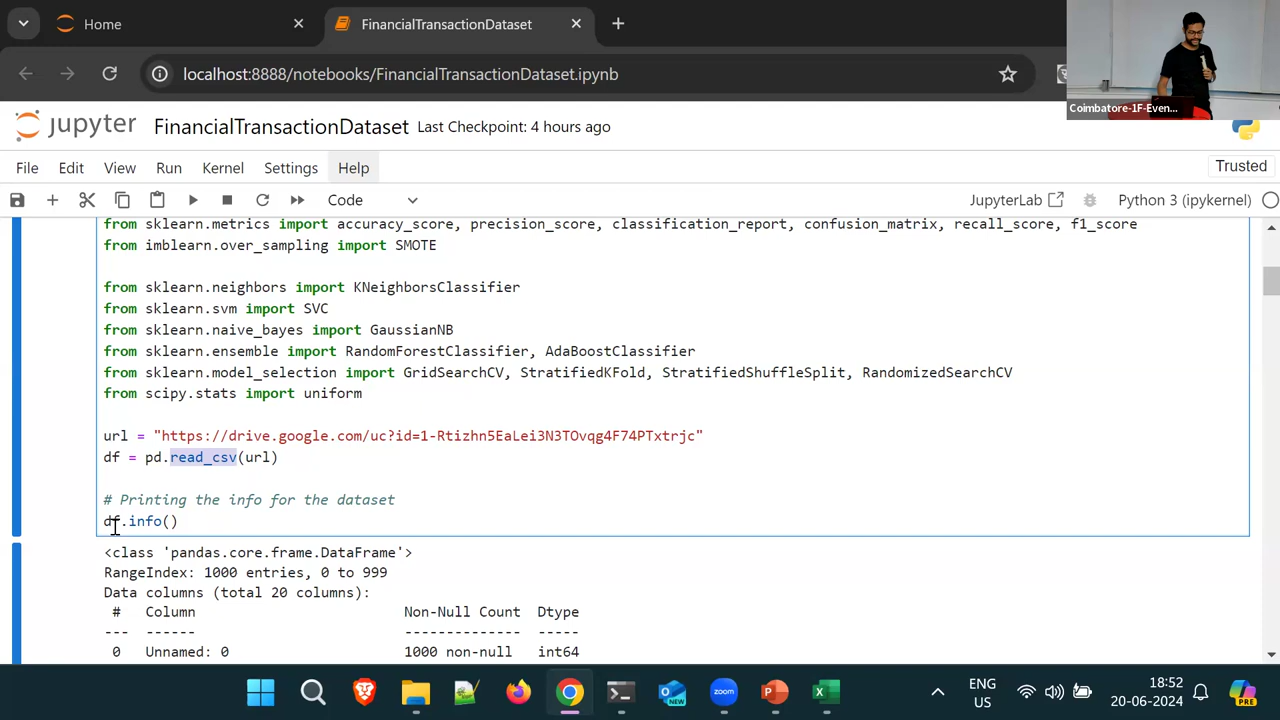 Home
FinancialTransactionDataset
localhost:8888/notebooks/FinancialTransactionDataset.ipynb
Coimbatore-1F-Even...
jupyter FinancialTransactionDataset Last Checkpoint: 4 hours ago
File Edit View Run Kernel Settings Help Trusted
Code JupyterLab Python 3 (ipykernel)
from sklearn.metrics import accuracy_score, precision_score, classification_report, confusion_matrix, recall_score, f1_score
from imblearn.over_sampling import SMOTE
from sklearn.neighbors import KNeighborsClassifier
from sklearn.svm import SVC
from sklearn.naive_bayes import GaussianNB
from sklearn.ensemble import RandomForestClassifier, AdaBoostClassifier
from sklearn.model_selection import GridSearchCV, StratifiedKFold, StratifiedShuffleSplit, RandomizedSearchCV
from scipy.stats import uniform
url = "https://drive.google.com/uc?id=1-Rtizhn5EaLei3N3TOvqg4F74PTxtrjc"
df = pd.read_csv(url)
# Printing the info for the dataset
df.info()
<class 'pandas.core.frame.DataFrame'>
RangeIndex: 1000 entries, 0 to 999
Data columns (total 20 columns):
# Column Non-Null Count Dtype
--- ------ -------------- -----
0 Unnamed: 0 1000 non-null int64
NEW
zoom
ENG
US
18:52
20-06-2024
PRE